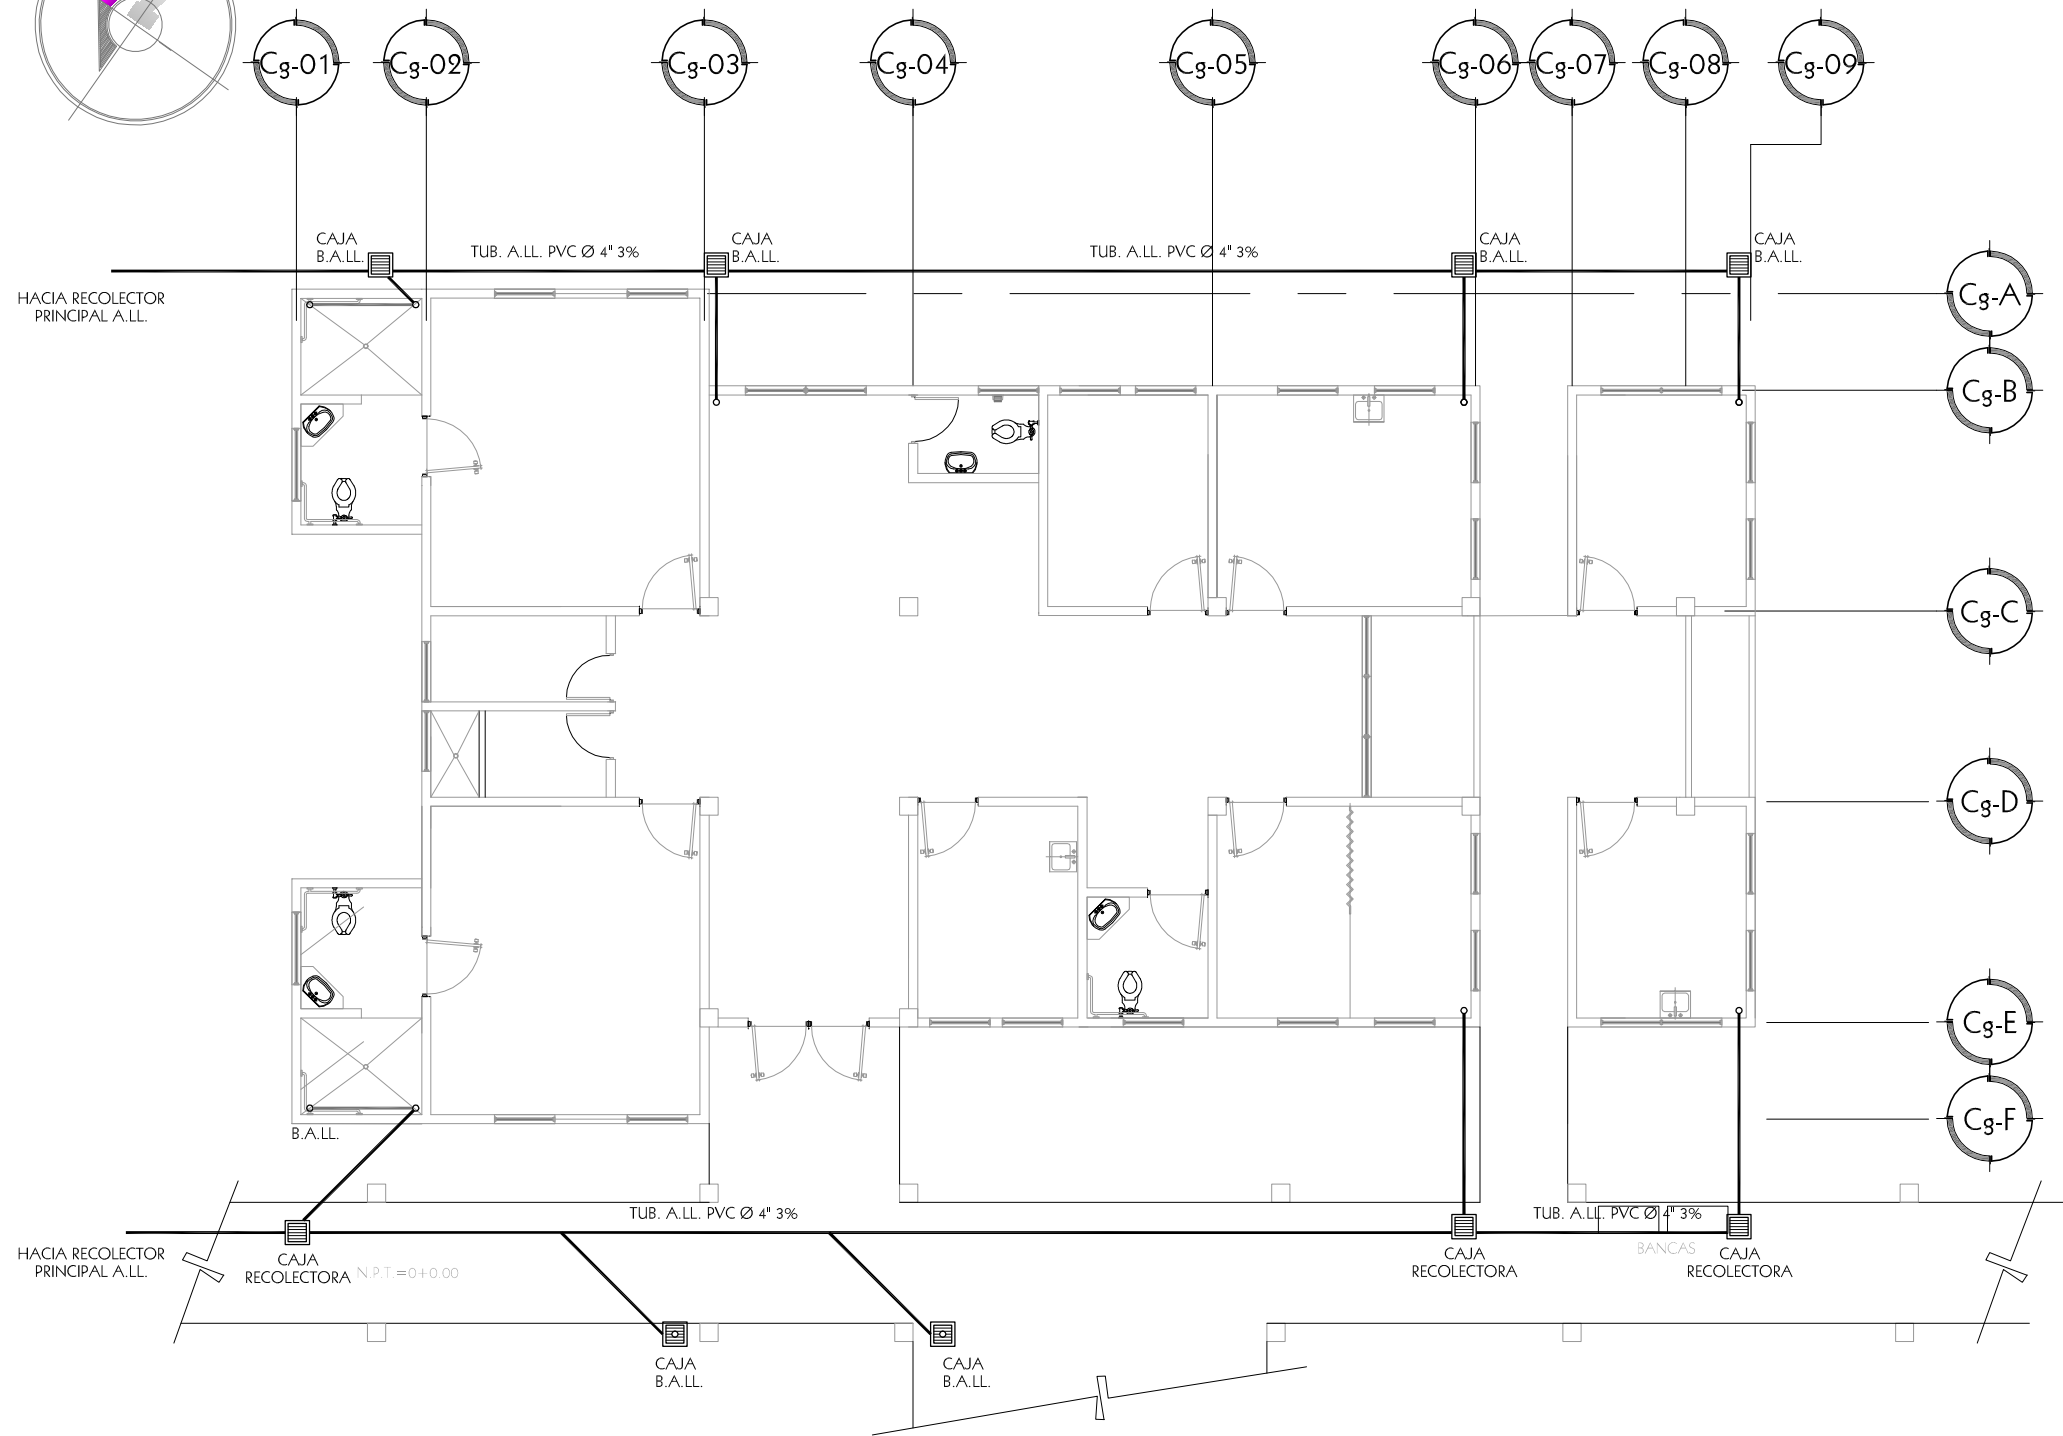 Cg-01
Cg-02
Cg-03
Cg-04
Cg-05
Cg-06
Cg-07
Cg-08
Cg-09
CAJA
B.A.LL.
TUB. A.LL. PVC Ø 4" 3%
CAJA
B.A.LL.
TUB. A.LL. PVC Ø 4" 3%
CAJA
B.A.LL.
CAJA
B.A.LL.
HACIA RECOLECTOR
PRINCIPAL A.LL.
Cg-A
Cg-B
Cg-C
Cg-D
Cg-E
Cg-F
B.A.LL.
TUB. A.LL. PVC Ø 4" 3%
TUB. A.LL. PVC Ø 4" 3%
HACIA RECOLECTOR
PRINCIPAL A.LL.
CAJA
RECOLECTORA
N.P.T.=0+0.00
CAJA
RECOLECTORA
BANCAS
CAJA
RECOLECTORA
CAJA
B.A.LL.
CAJA
B.A.LL.